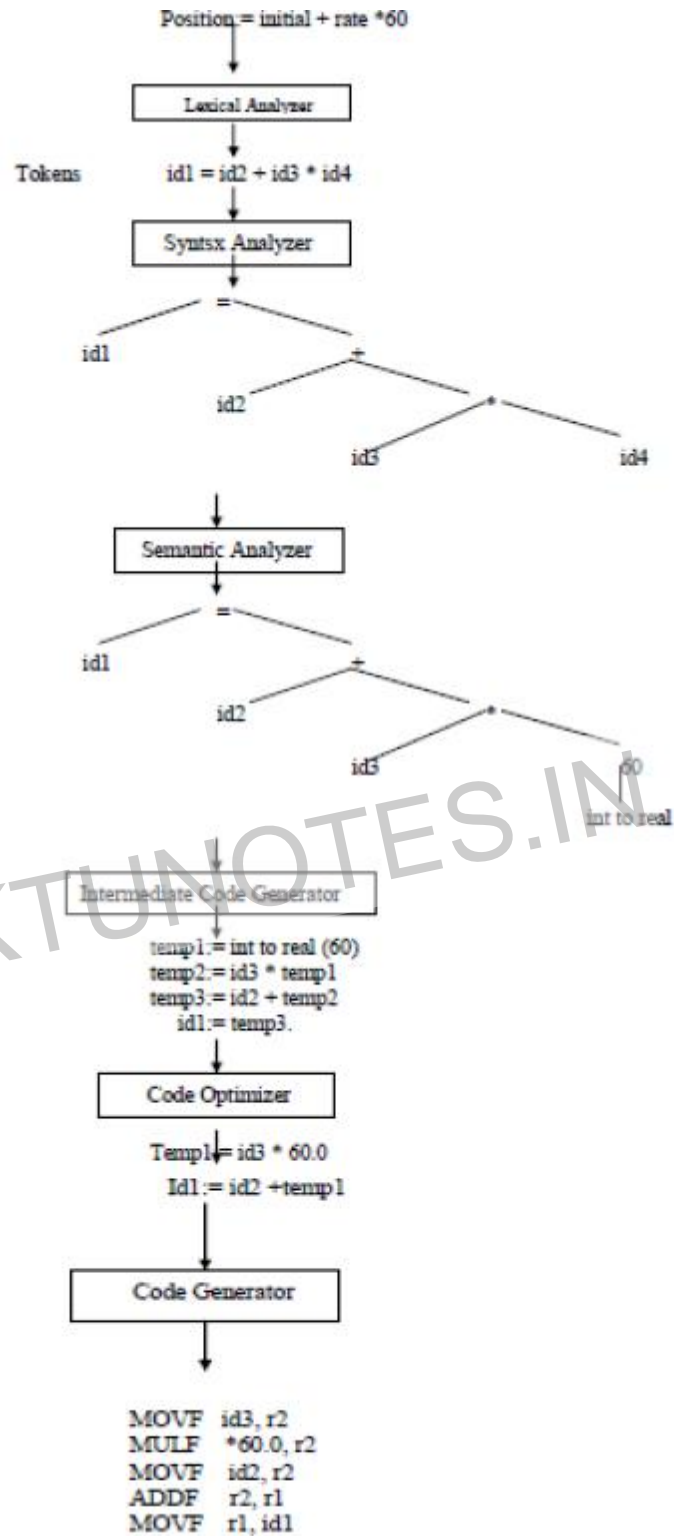 Position:= initial + rate *60
Lexical Analyzer
Tokens id1 = id2 + id3 * id4
Syntsx Analyzer
=
id1 +
id2 *
id3 id4
Semantic Analyzer
=
id1 +
id2 *
id3 60
int to real
KTUNOTES.IN
Intermediate Code Generator
temp1:= int to real (60)
temp2:= id3 * temp1
temp3:= id2 + temp2
id1:= temp3.
Code Optimizer
Temp1:= id3 * 60.0
Id1:= id2 +temp1
Code Generator
MOVF id3, r2
MULF *60.0, r2
MOVF id2, r2
ADDF r2, r1
MOVF r1, id1